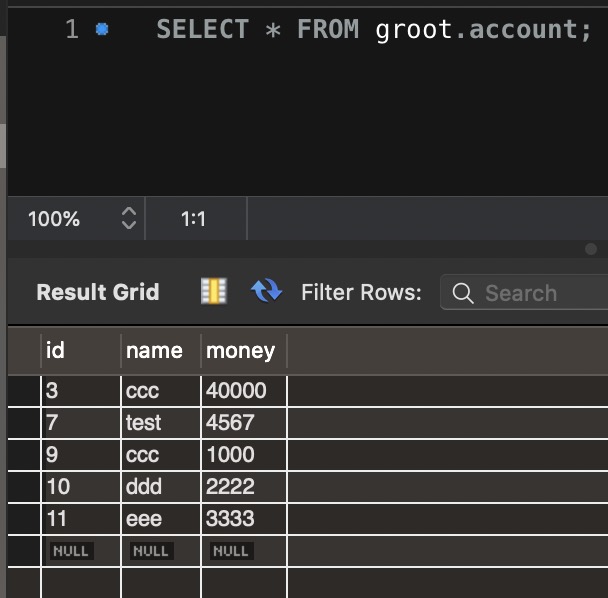 1 SELECT * FROM groot.account;
100% 1:1
Result Grid Filter Rows: Search
id name money
3 ccc 40000
7 test 4567
9 ccc 1000
10 ddd 2222
11 eee 3333
NULL NULL NULL